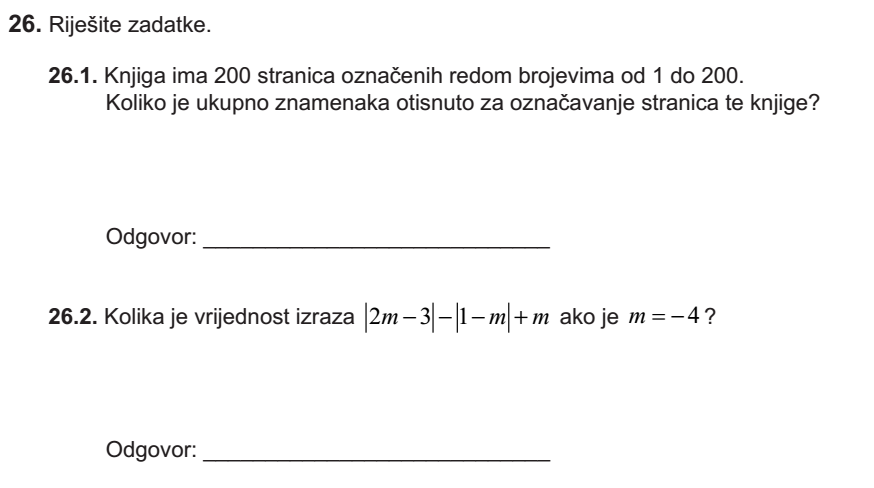 26. Riješite zadatke.
26.1. Knjiga ima 200 stranica označenih redom brojevima od 1 do 200.
Koliko je ukupno znamenaka otisnuto za označavanje stranica te knjige?
Odgovor: ____________________________
26.2. Kolika je vrijednost izraza |2m−3|−|1−m|+m ako je m=−4?
Odgovor: ____________________________